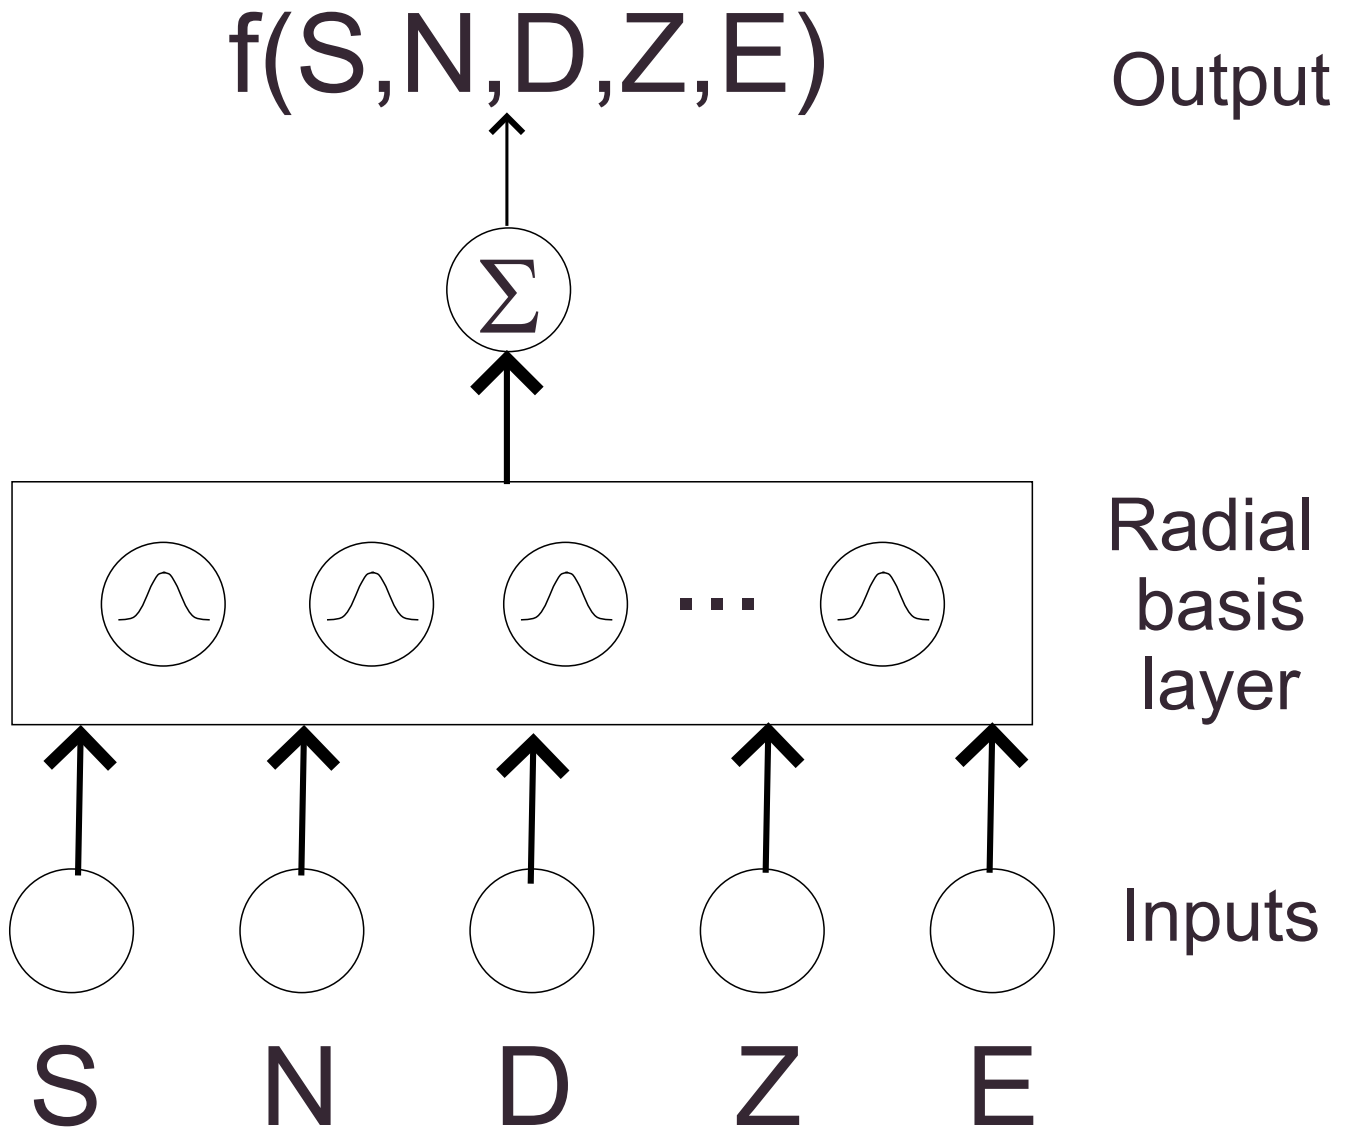 f(S,N,D,Z,E)
Output
Σ
...
Radial
basis
layer
Inputs
S N D Z E